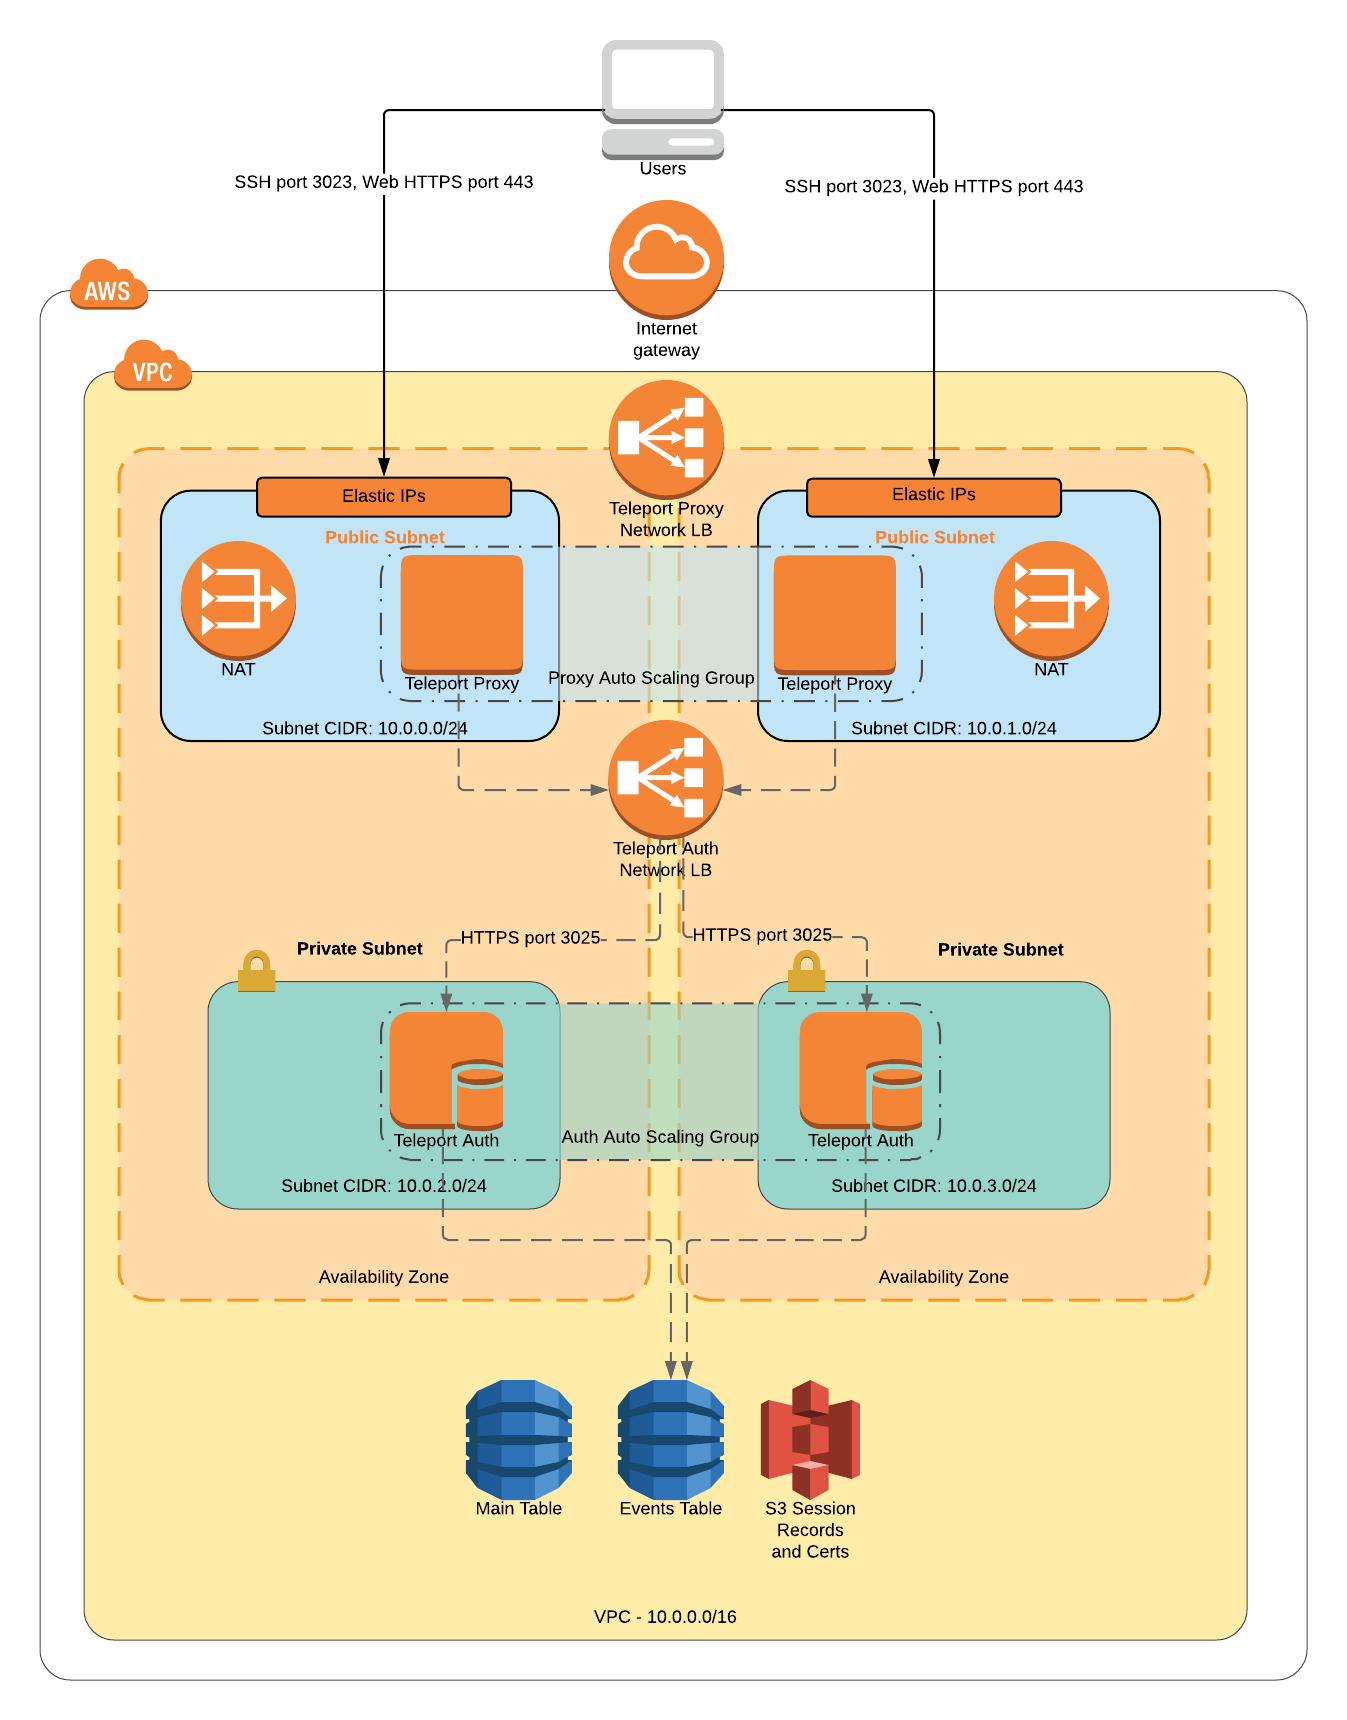 Users
SSH port 3023, Web HTTPS port 443
SSH port 3023, Web HTTPS port 443
AWS
Internet
gateway
VPC
Elastic IPs
Elastic IPs
Teleport Proxy
Network LB
Public Subnet
Public Subnet
NAT
Teleport Proxy
Proxy Auto Scaling Group
Teleport Proxy
NAT
Subnet CIDR: 10.0.0.0/24
Subnet CIDR: 10.0.1.0/24
Teleport Auth
Network LB
HTTPS port 3025
HTTPS port 3025
Private Subnet
Private Subnet
Teleport Auth
Auth Auto Scaling Group
Teleport Auth
Subnet CIDR: 10.0.2.0/24
Subnet CIDR: 10.0.3.0/24
Availability Zone
Availability Zone
Main Table
Events Table
S3 Session
Records
and Certs
VPC - 10.0.0.0/16